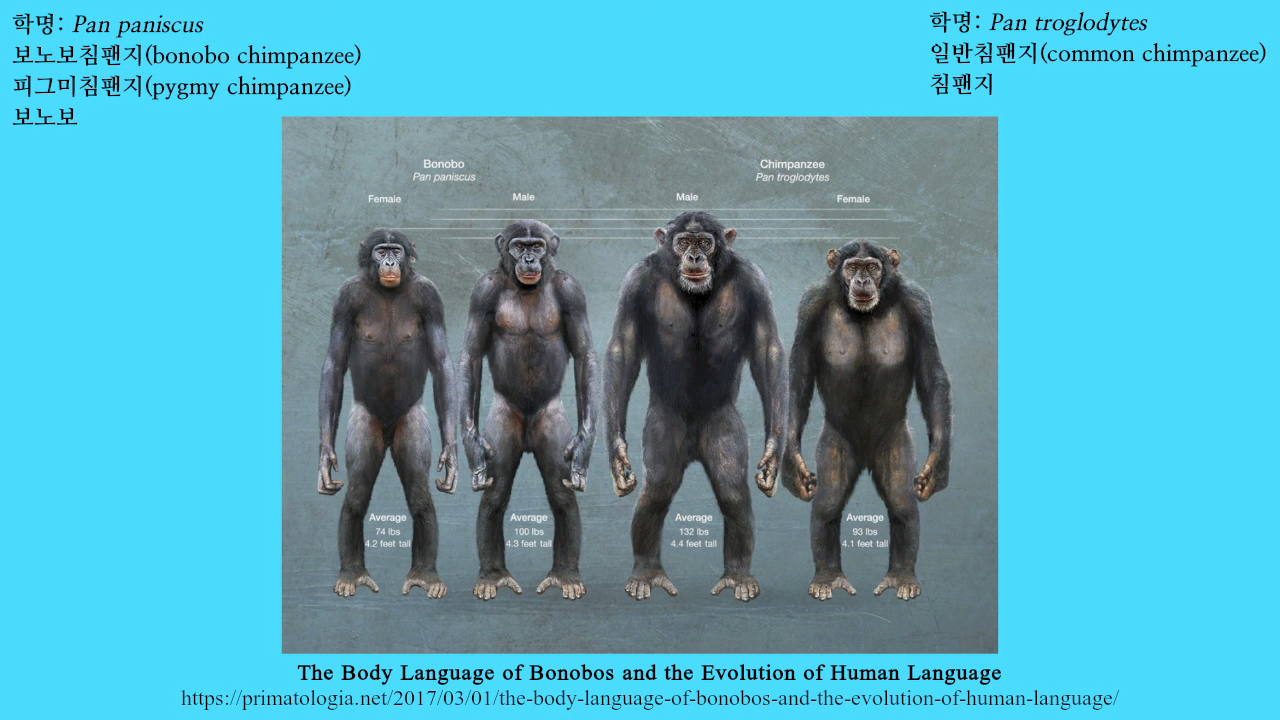 학명: Pan paniscus
보노보침팬지(bonobo chimpanzee)
피그미침팬지(pygmy chimpanzee)
보노보
학명: Pan troglodytes
일반침팬지(common chimpanzee)
침팬지
Bonobo
Pan paniscus
Chimpanzee
Pan troglodytes
Female
Male
Male
Female
Average
74 lbs
4.2 feet tall
Average
100 lbs
4.3 feet tall
Average
132 lbs
4.4 feet tall
Average
93 lbs
4.1 feet tall
The Body Language of Bonobos and the Evolution of Human Language
https://primatologia.net/2017/03/01/the-body-language-of-bonobos-and-the-evolution-of-human-language/